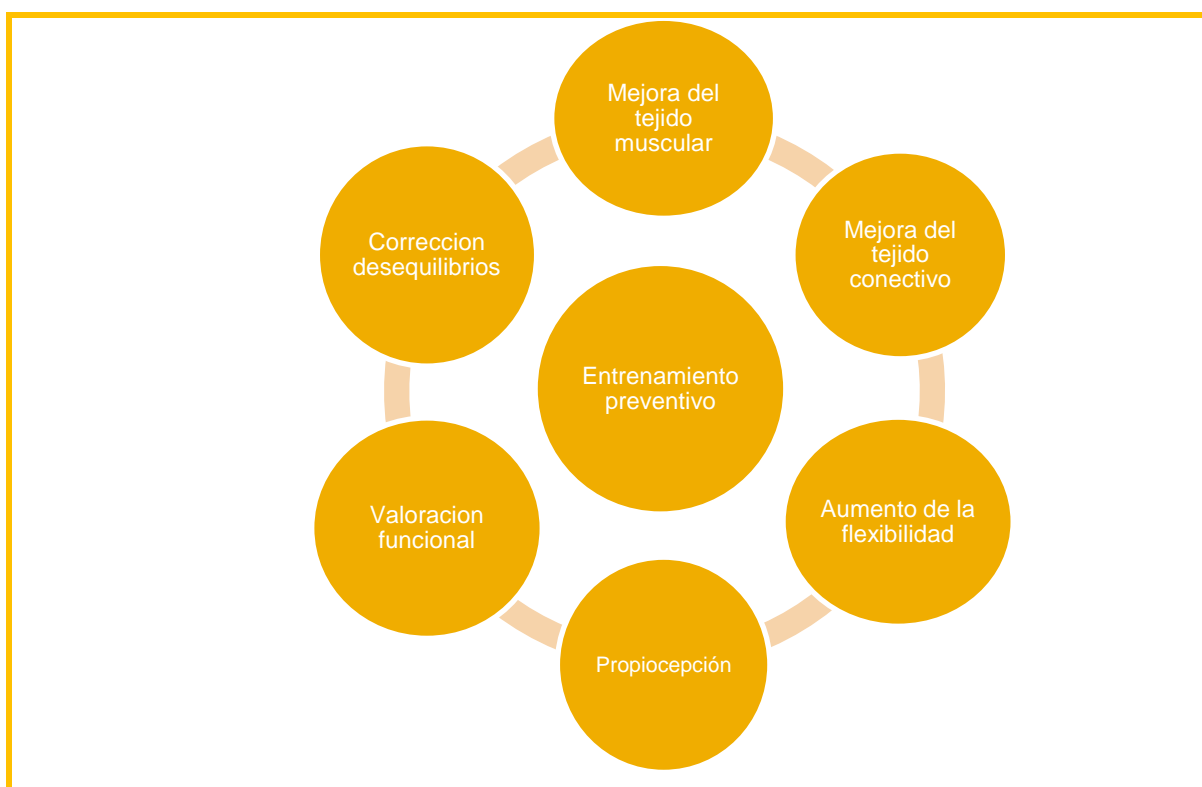 Mejora del
tejido
muscular
Mejora del
tejido
conectivo
Aumento de la
flexibilidad
Propiocepción
Valoracion
funcional
Correccion
desequilibrios
Entrenamiento
preventivo